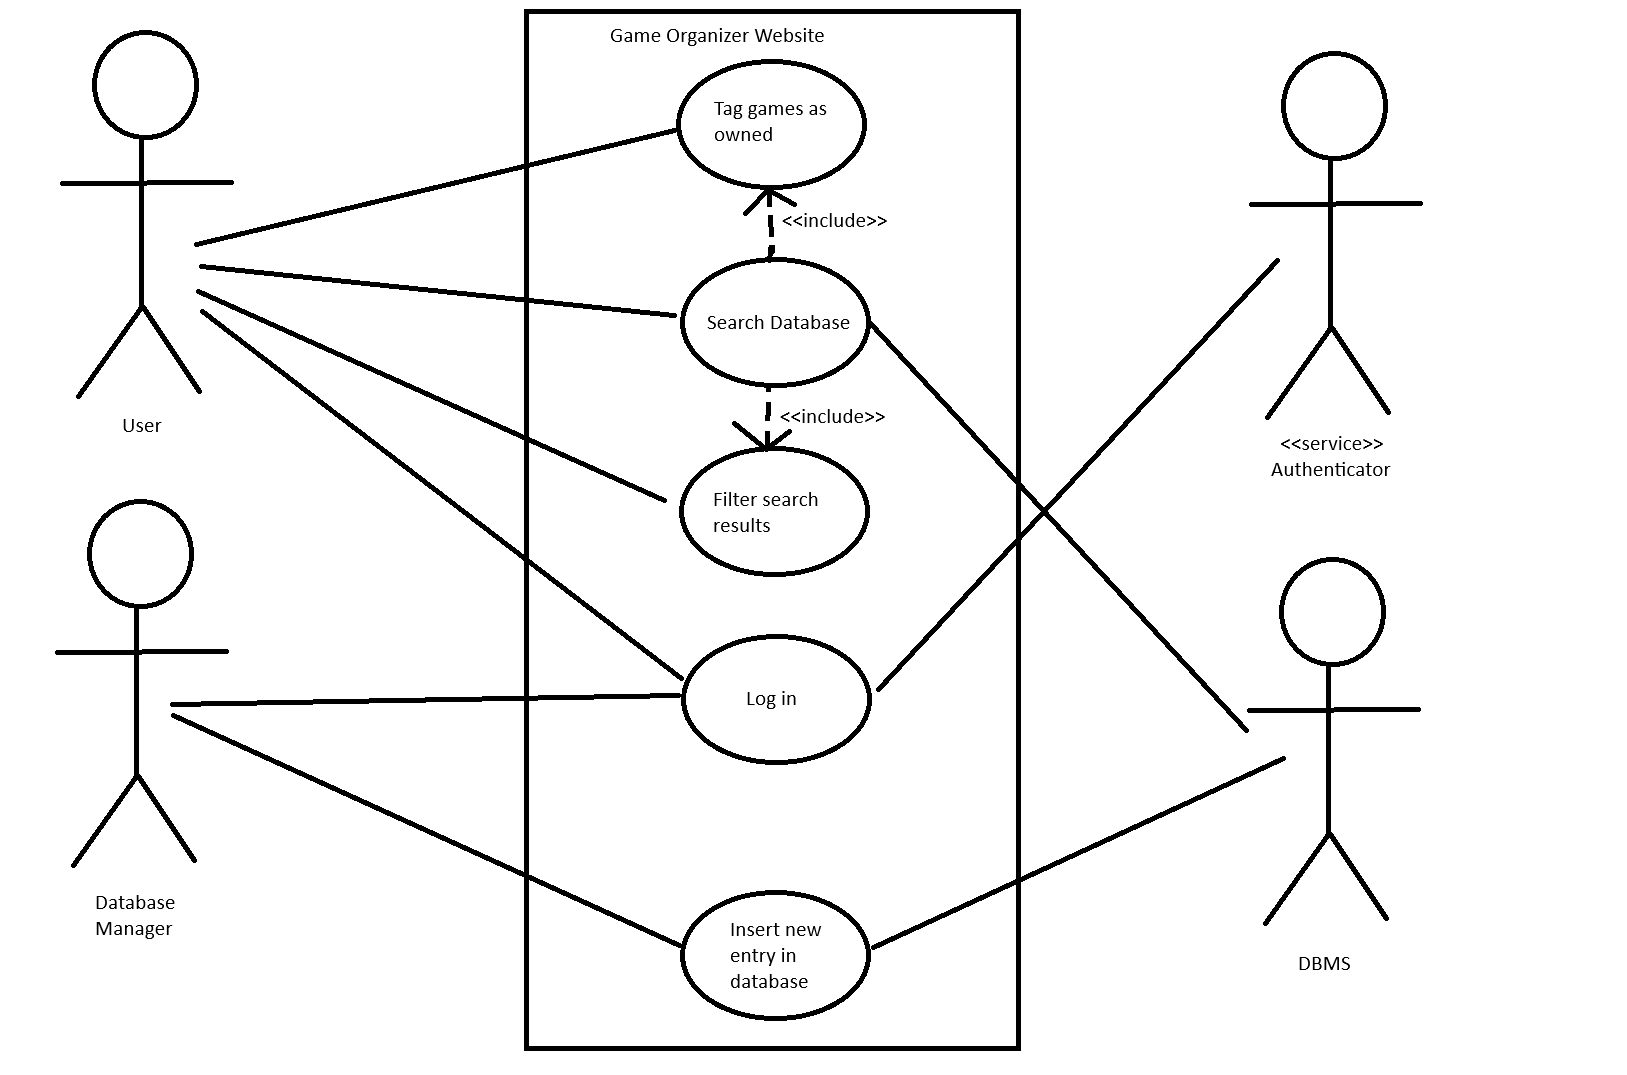 Game Organizer Website
Tag games as
owned
<<include>>
Search Database
<<include>>
Filter search
results
Log in
Insert new
entry in
database
User
Database
Manager
<<service>>
Authenticator
DBMS